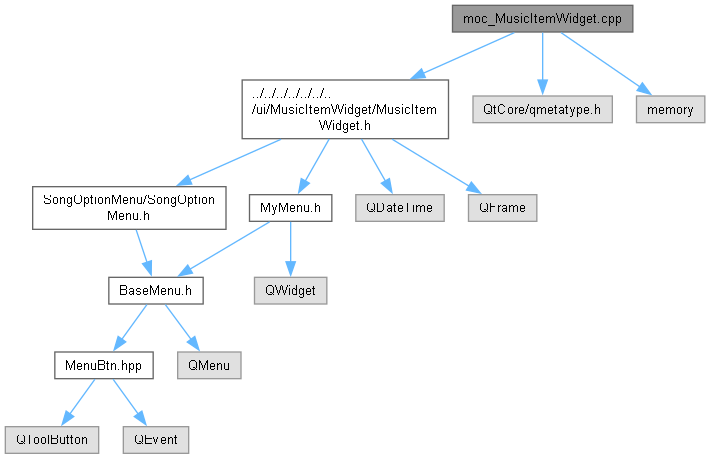 moc_MusicItemWidget.cpp
../../../../../../..
/ui/MusicItemWidget/MusicItem
Widget.h
QtCore/qmetatype.h
memory
SongOptionMenu/SongOption
Menu.h
MyMenu.h
QDateTime
QFrame
BaseMenu.h
QWidget
MenuBtn.hpp
QMenu
QToolButton
QEvent